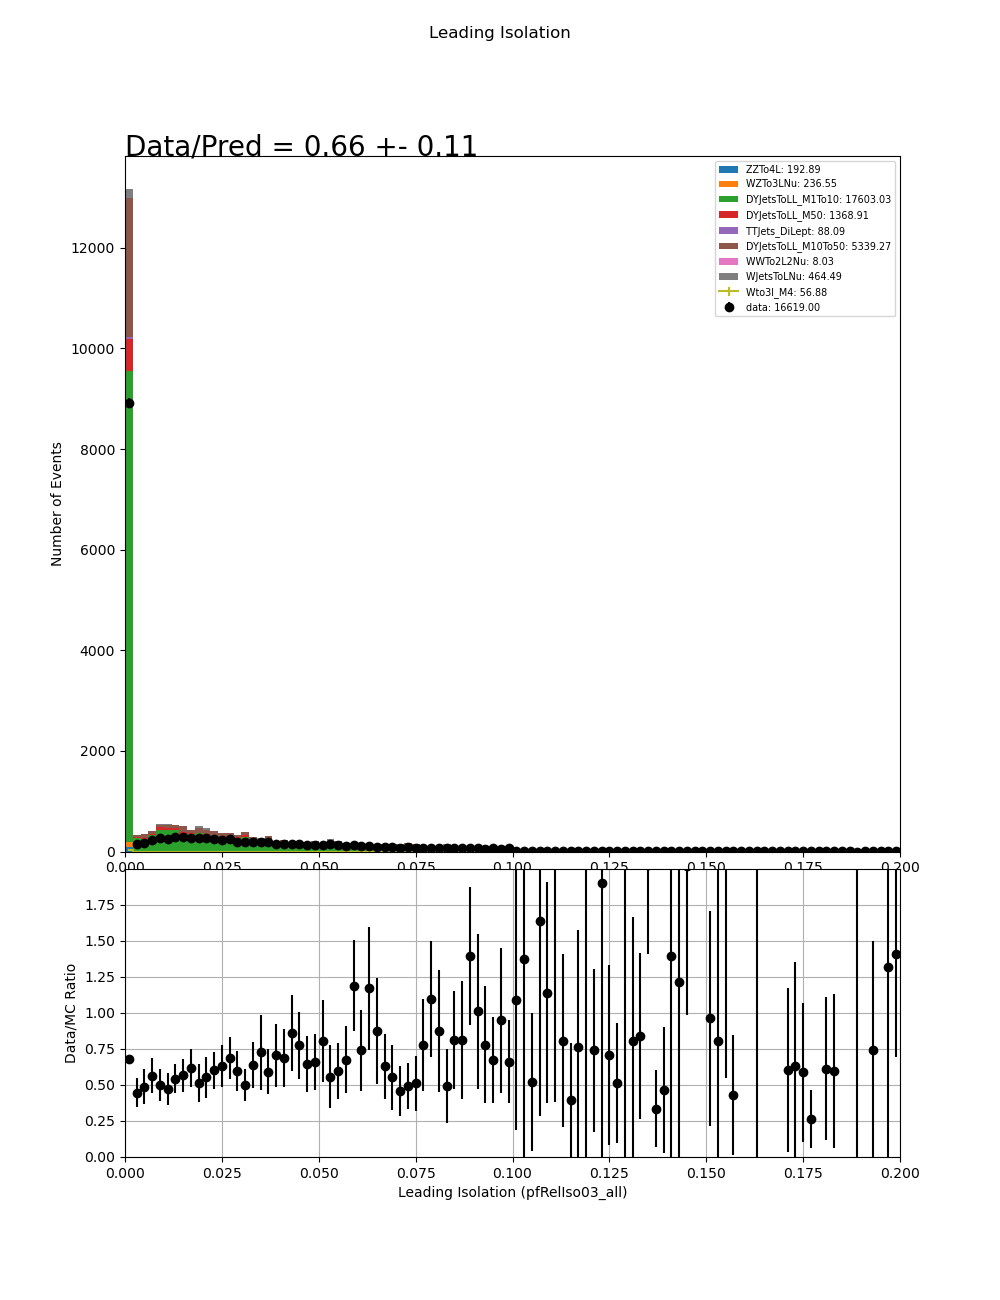 Leading Isolation
Data/Pred = 0.66 +- 0.11
ZZTo4L: 192.89
WZTo3LNu: 236.55
DYJetsToLL_M1To10: 17603.03
DYJetsToLL_M50: 1368.91
TTJets_DiLept: 88.09
DYJetsToLL_M10To50: 5339.27
WWTo2L2Nu: 8.03
WJetsToLNu: 464.49
Wto3l_M4: 56.88
data: 16619.00
Number of Events
12000
10000
8000
6000
4000
2000
0
0.000 0.025 0.050 0.075 0.100 0.125 0.150 0.175 0.200
Data/MC Ratio
1.75
1.50
1.25
1.00
0.75
0.50
0.25
0.00
0.000 0.025 0.050 0.075 0.100 0.125 0.150 0.175 0.200
Leading Isolation (pfRelIso03_all)